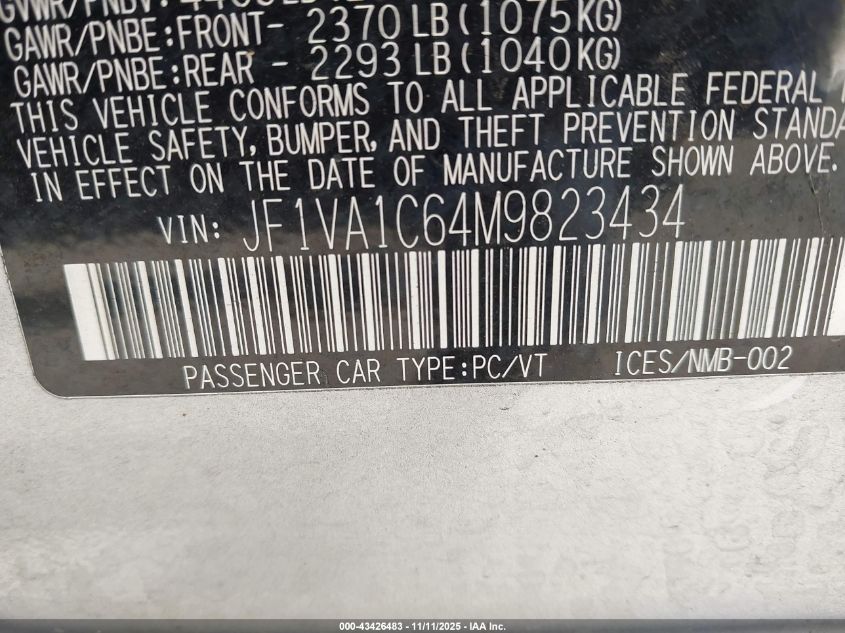 GVWR/PNBV:
GAWR/PNBE:FRONT- 2370 LB(1075KG)
GAWR/PNBE:REAR - 2293 LB(1040KG)
THIS VEHICLE CONFORMS TO ALL APPLICABLE FEDERAL
VEHICLE SAFETY, BUMPER, AND THEFT PREVENTION STANDA
IN EFFECT ON THE DATE OF MANUFACTURE SHOWN ABOVE.
VIN: JF1VA1C64M9823434
PASSENGER CAR TYPE:PC/VT ICES/NMB-002
000-43426483 - 11/11/2025 - IAA Inc.